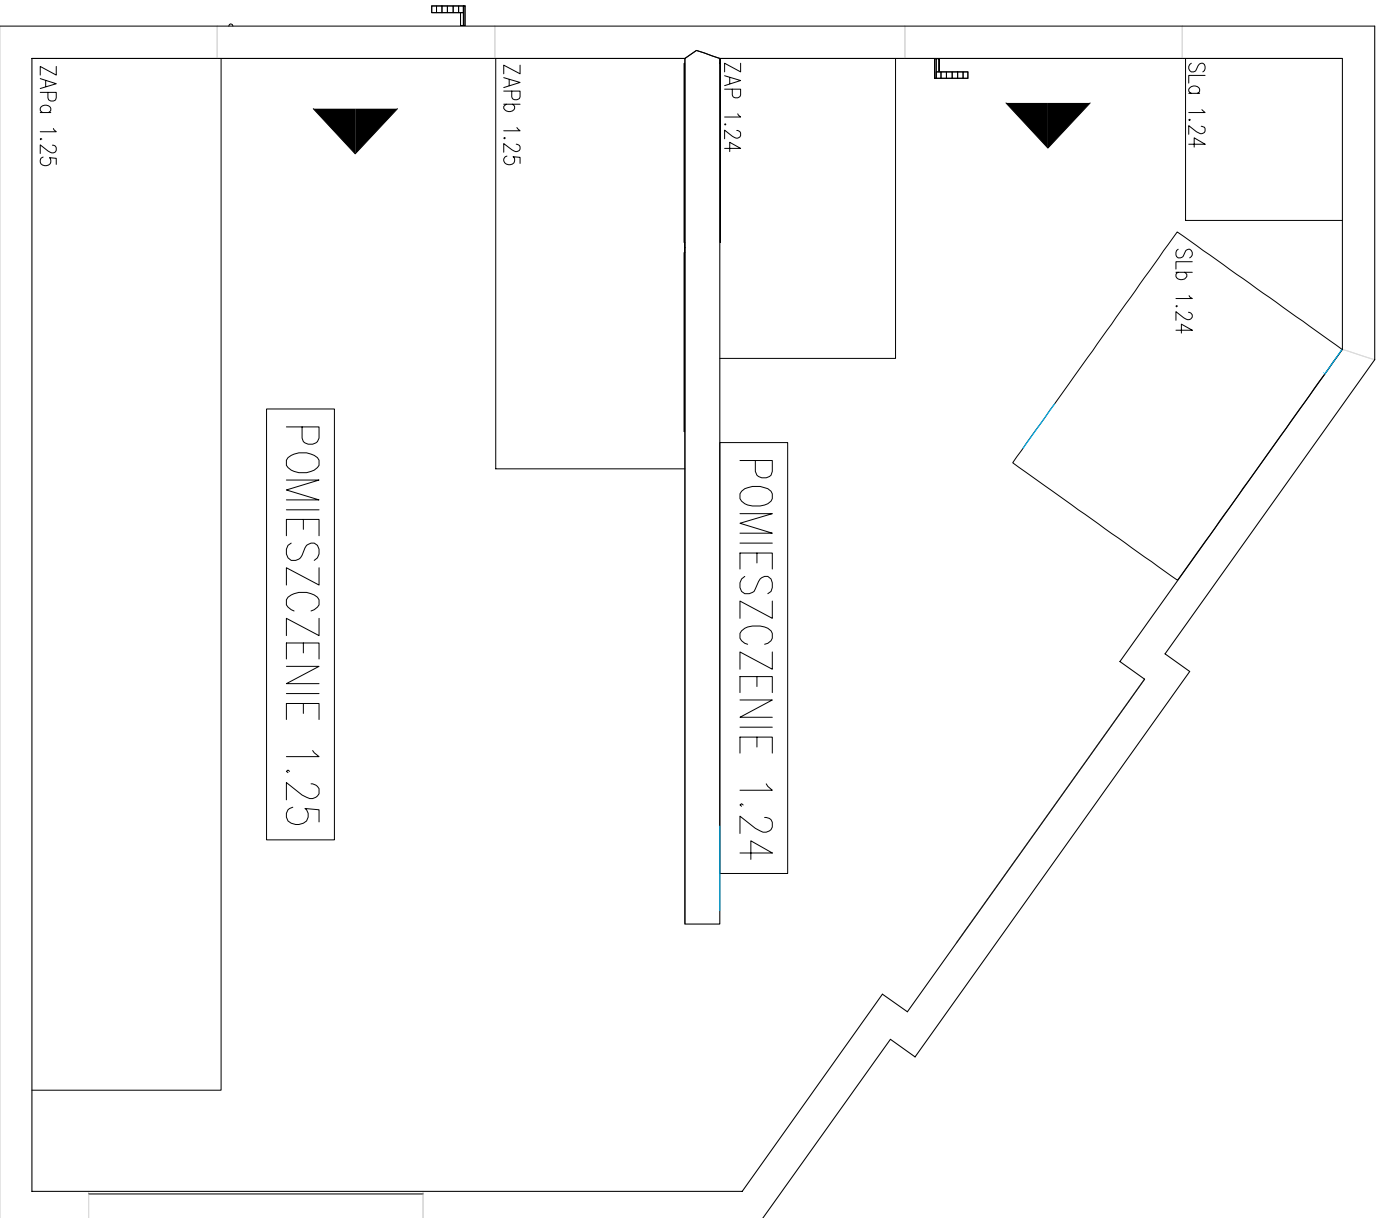 ZAPa 1.25
ZAPb 1.25
ZAP 1.24
SLa 1.24
SLb 1.24
POMIESZCZENIE 1.25
POMIESZCZENIE 1.24